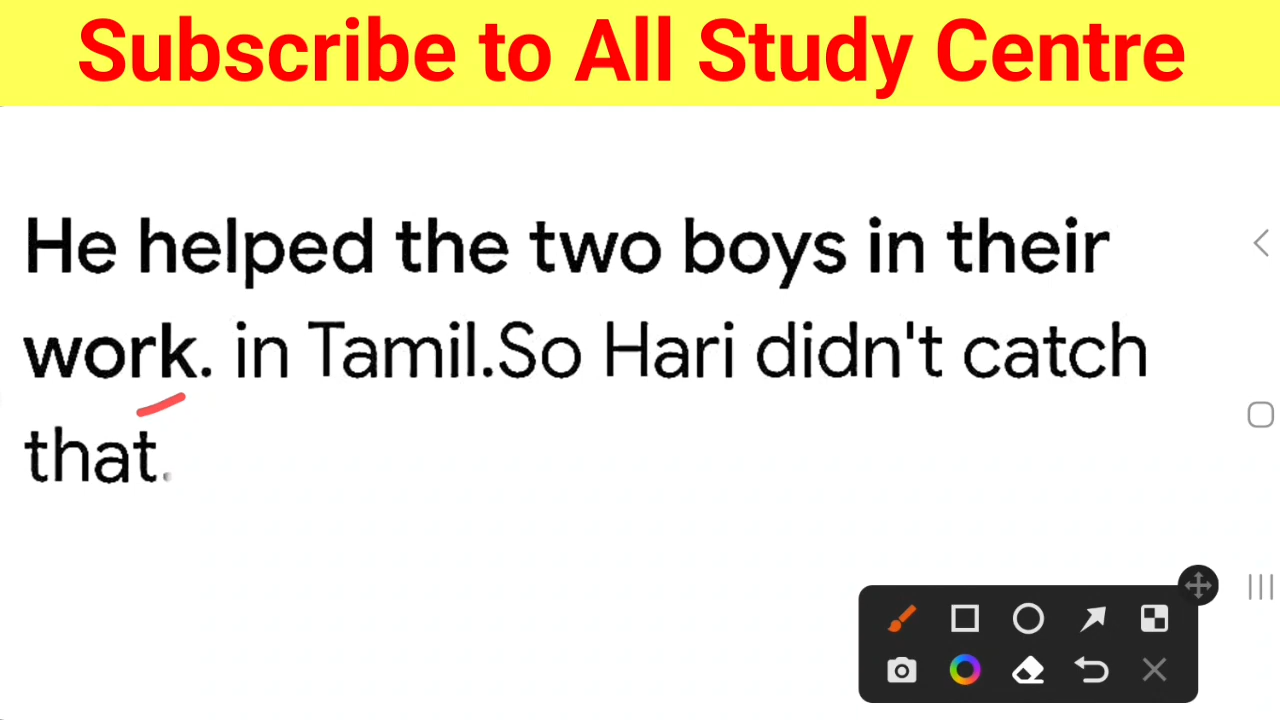 Subscribe to All Study Centre
He helped the two boys in their
work. in Tamil.So Hari didn't catch
that.